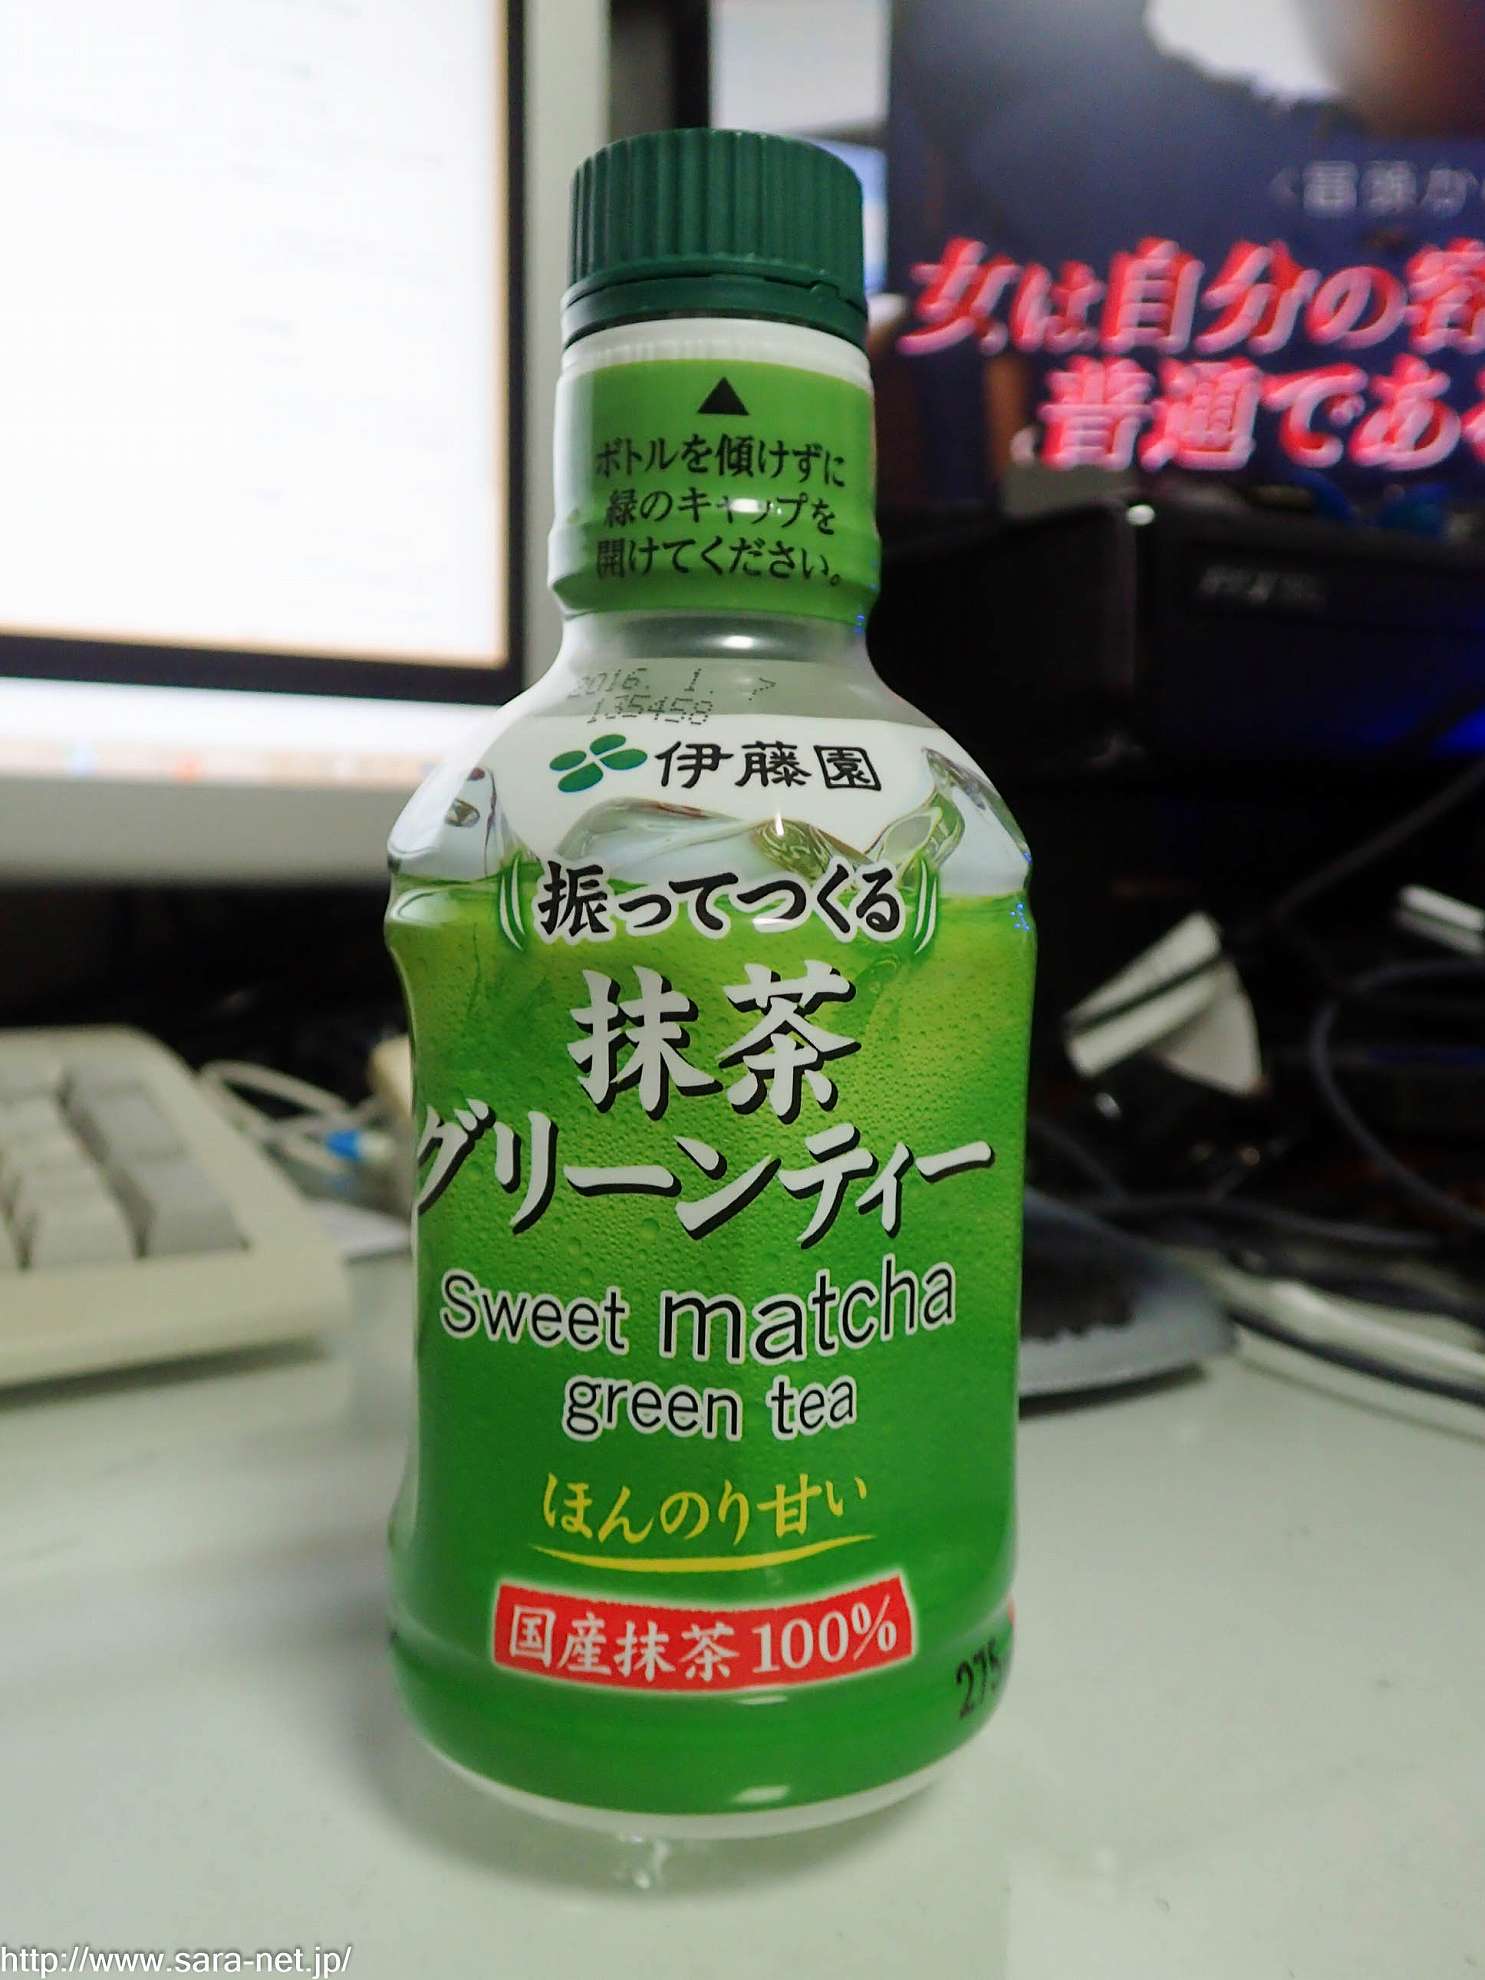 女は自分の
普通である
ボトルを傾けずに
緑のキャップを
開けてください。
2016. 1. 7
135458
伊藤園
振ってつくる
抹茶
グリーンティー
Sweet matcha
green tea
ほんのり甘い
国産抹茶100%
275
http://www.sara-net.jp/